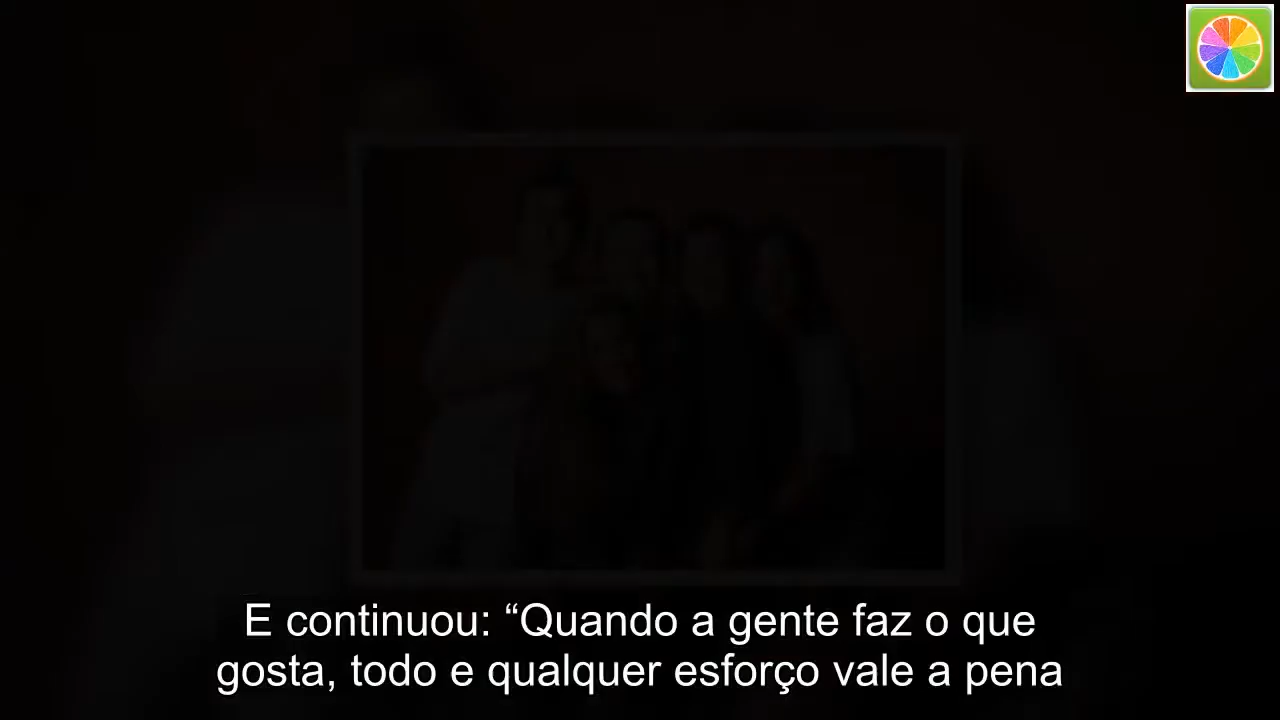 E continuou: “Quando a gente faz o que
gosta, todo e qualquer esforço vale a pena